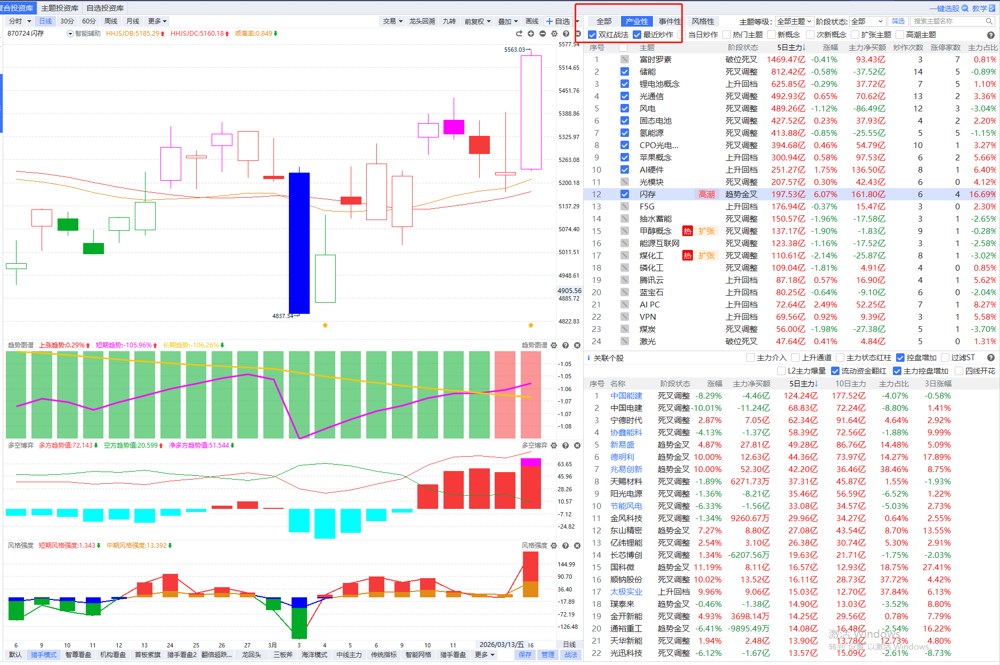 复合投资库 主题投资库 自选投资库 一键选股 教学
分时 日线 30分 60分 周线 月线 更多 交易 龙头回溯 九转 前复权 叠加 画线 自选
870724闪存 智能辅助 HHJSJDB:5185.29 HHJSJDC:5160.18 乖离率:0.849
5577.54
5563.03
5514.65
5451.76
5388.86
5325.97
5263.08
5200.18
5137.29
5074.40
5011.51
4948.61
4905.56
4885.72
4837.34
4822.83
趋势图谱 上涨趋势:0.29% 短期趋势:-105.96% 长期趋势:-106.26% 趋势图谱
-1.05
-1.05
-1.06
-1.07
-1.07
-1.08
多空博弈 多方趋势值:72.143 空方趋势值:20.599 净多方趋势值:51.544 多空博弈
63.65
45.96
28.26
10.57
-7.12
-24.82
风格强度 短期风格强度:1.343 中期风格强度:13.392 风格强度
144.99
90.70
36.40
-17.89
-72.19
-126.48
6 9 10 11 12 13 24 25 26 27 3月 3 4 5 6 9 10 11 2026/03/13/五 16 日线
默认 猎手模式 智尊看盘 机构看盘 首板紫旗 猎手看盘2 翻倍超跌... 龙回头 三板斧 海洋模式 中线主力 传统指标 智能网格 猎手看盘 更多 保存 管理 战法
全部 产业性 事件性 风格性 主题等级: 全部主题 阶段状态: 全部 筛选 搜索主题名称
双红战法 最近炒作 当日炒作 热门主题 新概念 次新概念 扩张主题 高潮主题
序号 主题 阶段状态 5日主力↓ 涨幅 主力净买额 炒作次数 涨停家数 主力占比
1 富时罗素 破位死叉 1469.47亿 -0.41% 93.43亿 3 7 0.81%
2 储能 死叉调整 812.42亿 -0.58% -37.52亿 14 5 -0.89%
3 锂电池概念 上升回档 625.85亿 -0.29% 37.72亿 7 5 1.10%
4 光通信 死叉调整 492.93亿 0.65% 70.62亿 13 2 3.36%
5 风电 死叉调整 489.26亿 -1.12% -86.49亿 12 3 -3.04%
6 固态电池 死叉调整 427.52亿 0.23% 37.93亿 4 2 2.20%
7 氢能源 死叉调整 413.88亿 -0.85% -25.55亿 5 5 -1.15%
8 CPO光电... 死叉调整 394.68亿 0.46% 54.79亿 10 1 3.27%
9 苹果概念 上升回档 300.94亿 0.58% 97.53亿 6 2 5.66%
10 AI硬件 上升回档 251.27亿 1.75% 136.50亿 8 1 6.40%
11 光模块 死叉调整 207.57亿 0.30% 42.43亿 6 0 4.12%
12 闪存 高潮 趋势金叉 197.53亿 6.07% 161.80亿 6 4 16.69%
13 F5G 上升回档 176.94亿 -0.37% 15.47亿 3 0 2.30%
14 抽水蓄能 死叉调整 150.57亿 -1.96% -17.58亿 3 1 -2.65%
15 甲醇概念 热 扩张 死叉调整 137.17亿 -1.90% -1.83亿 9 1 -0.28%
16 能源互联网 死叉调整 123.38亿 -1.16% -17.52亿 3 1 -2.58%
17 煤化工 热 扩张 死叉调整 110.61亿 -2.14% -25.87亿 8 1 -3.02%
18 磷化工 死叉调整 109.04亿 -1.81% 4.91亿 4 0 0.85%
19 腾讯云 上升回档 87.18亿 0.57% 16.90亿 4 1 5.62%
20 蓝宝石 上升回档 80.25亿 -0.64% -9.10亿 6 0 -2.04%
21 AI PC 上升回档 72.64亿 2.49% 52.25亿 7 1 8.27%
22 VPN 上升回档 69.56亿 0.92% 9.39亿 3 1 5.58%
23 煤炭 死叉调整 56.00亿 -1.98% -27.38亿 5 1 -3.70%
24 激光 破位死叉 47.64亿 0.41% 4.84亿 5 0 1.31%
关联个股 主力介入 上升通道 主力状态红柱 控盘增加 过滤ST
L2主力爆量 流动资金翻红 主力控盘增加 四线开花
序号 名称 阶段状态 涨幅 主力净买额 5日主力↓ 10日主力 主力占比 3日涨幅
1 中国能建 死叉调整 -8.29% -4.46亿 124.24亿 177.52亿 -4.07% -0.58%
2 中国电建 死叉调整 -10.01% -11.24亿 68.83亿 72.24亿 -8.80% 1.41%
3 宁德时代 死叉调整 2.87% 7.05亿 62.34亿 91.64亿 4.64% 2.92%
4 协鑫能科 死叉调整 -4.13% -1.37亿 58.39亿 72.56亿 -1.88% 9.99%
5 新易盛 趋势金叉 4.87% 27.81亿 49.28亿 86.76亿 14.48% 5.09%
6 德明利 趋势金叉 10.00% 12.63亿 44.36亿 73.97亿 14.27% 17.89%
7 兆易创新 趋势金叉 10.00% 52.30亿 42.20亿 36.46亿 38.46% 8.75%
8 天赐材料 死叉调整 -1.89% 6271.73万 37.31亿 45.87亿 1.55% -1.93%
9 阳光电源 死叉调整 -1.36% -8.21亿 35.46亿 56.59亿 -6.52% 1.22%
10 节能风电 死叉调整 -6.33% -1.56亿 33.08亿 34.57亿 -5.03% 2.73%
11 金风科技 死叉调整 -1.34% 9260.67万 29.96亿 34.27亿 0.64% 2.55%
12 东山精密 趋势金叉 7.27% 8.80亿 27.08亿 43.54亿 8.70% 13.55%
13 亿纬锂能 死叉调整 2.54% 3.10亿 26.38亿 30.74亿 5.30% 2.91%
14 长芯博创 死叉调整 1.34% -6207.56万 19.63亿 21.71亿 -1.75% -2.03%
15 国科微 趋势金叉 11.19% 8.11亿 16.57亿 12.93亿 18.75% 27.41%
16 顺钠股份 死叉调整 10.02% 13.52亿 16.11亿 28.73亿 37.72% 4.42%
17 太极实业 上升回档 9.96% 9.06亿 15.03亿 12.70亿 37.84% 6.13%
18 璞泰来 趋势金叉 -0.46% -1.38亿 14.90亿 13.03亿 -3.52% 8.80%
19 金开新能 死叉调整 4.93% 3698.14万 14.25亿 29.56亿 0.78% 7.79%
20 通裕重工 趋势金叉 -6.41% -9895.49万 14.08亿 16.48亿 -2.54% 16.22%
21 天华新能 死叉调整 1.94% 2.48亿 13.90亿 13.78亿 12.73% 4.80%
22 光迅科技 死叉调整 -6.12% -1.67亿 13.57亿 15.09亿 -2.61% -8.73%
激活 Windows
转到"设置"以激活 Windows。